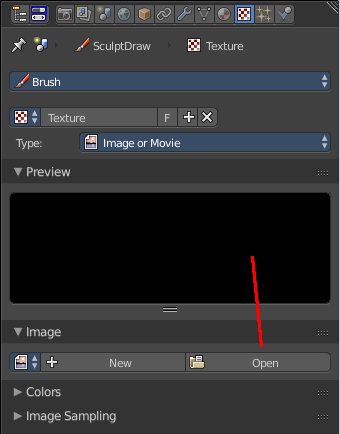 SculptDraw Texture
Brush
Texture F
Type: Image or Movie
Preview
Image
New Open
Colors
Image Sampling